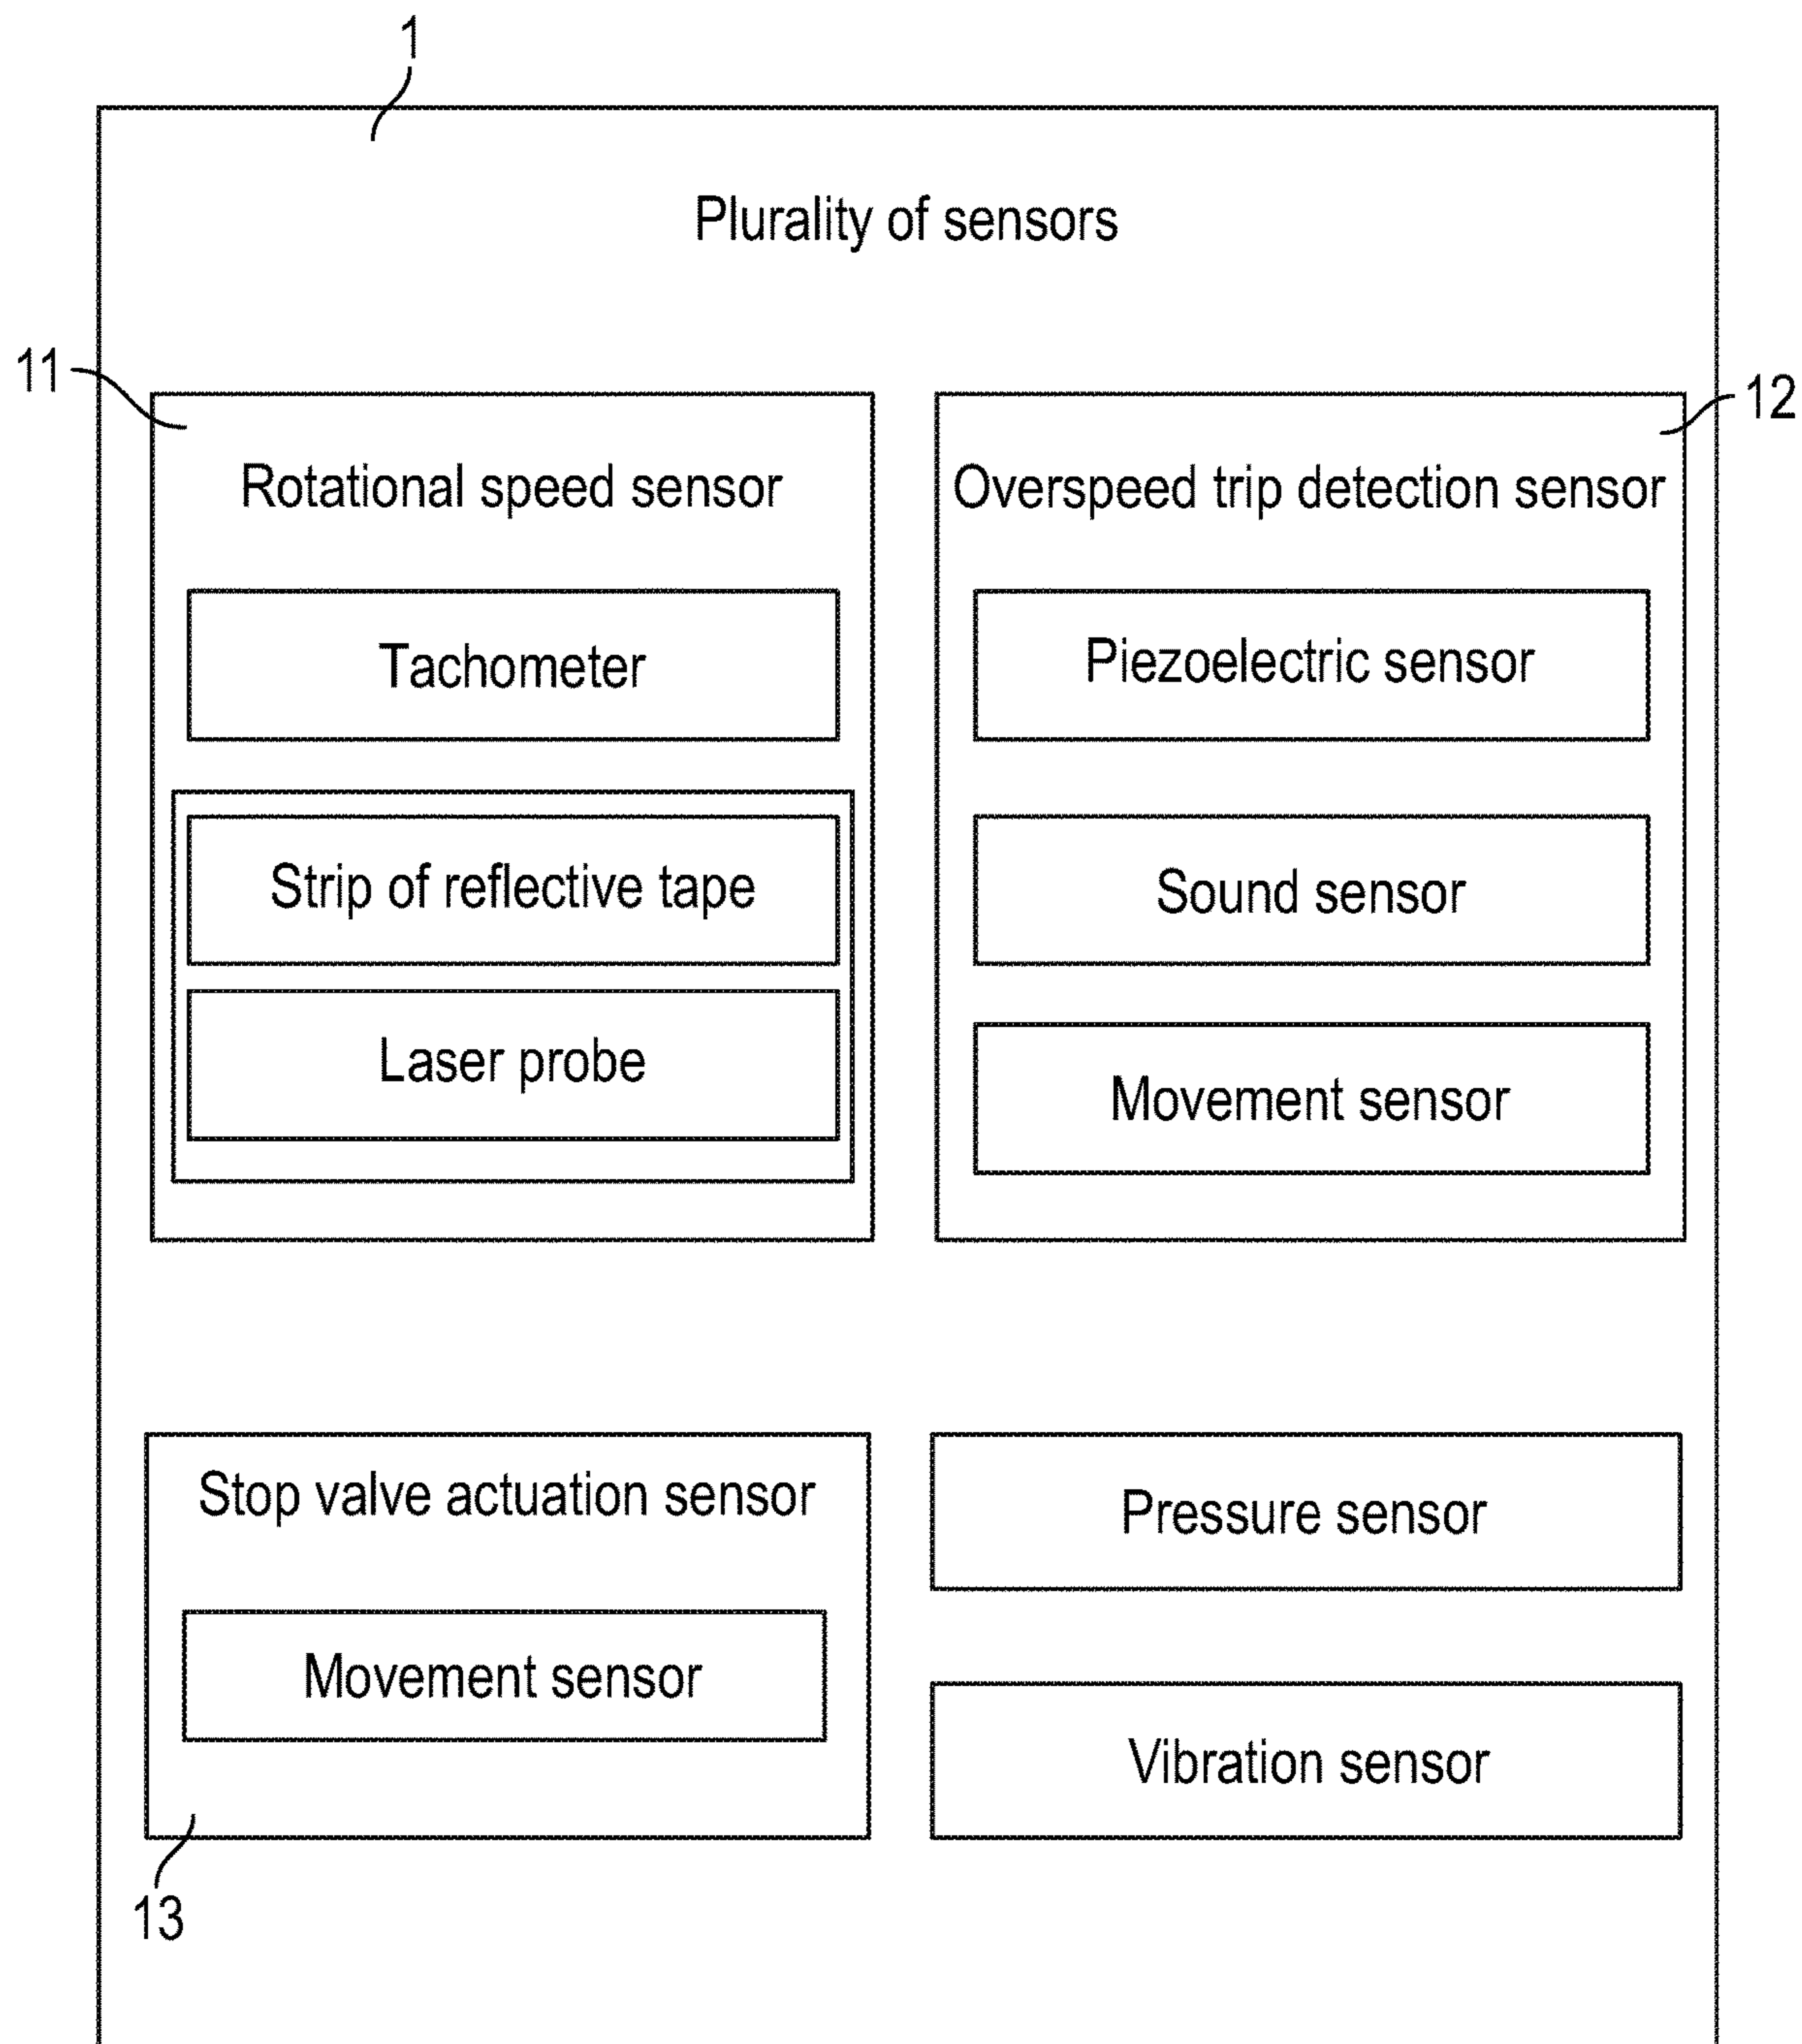 1
Plurality of sensors
11
12
Rotational speed sensor
Tachometer
Strip of reflective tape
Laser probe
Overspeed trip detection sensor
Piezoelectric sensor
Sound sensor
Movement sensor
Stop valve actuation sensor
Movement sensor
13
Pressure sensor
Vibration sensor